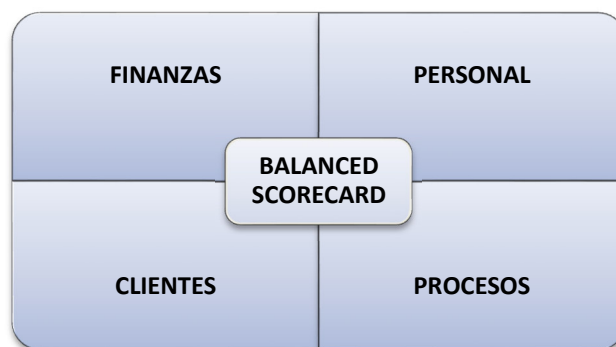 FINANZAS
PERSONAL
BALANCED
SCORECARD
CLIENTES
PROCESOS